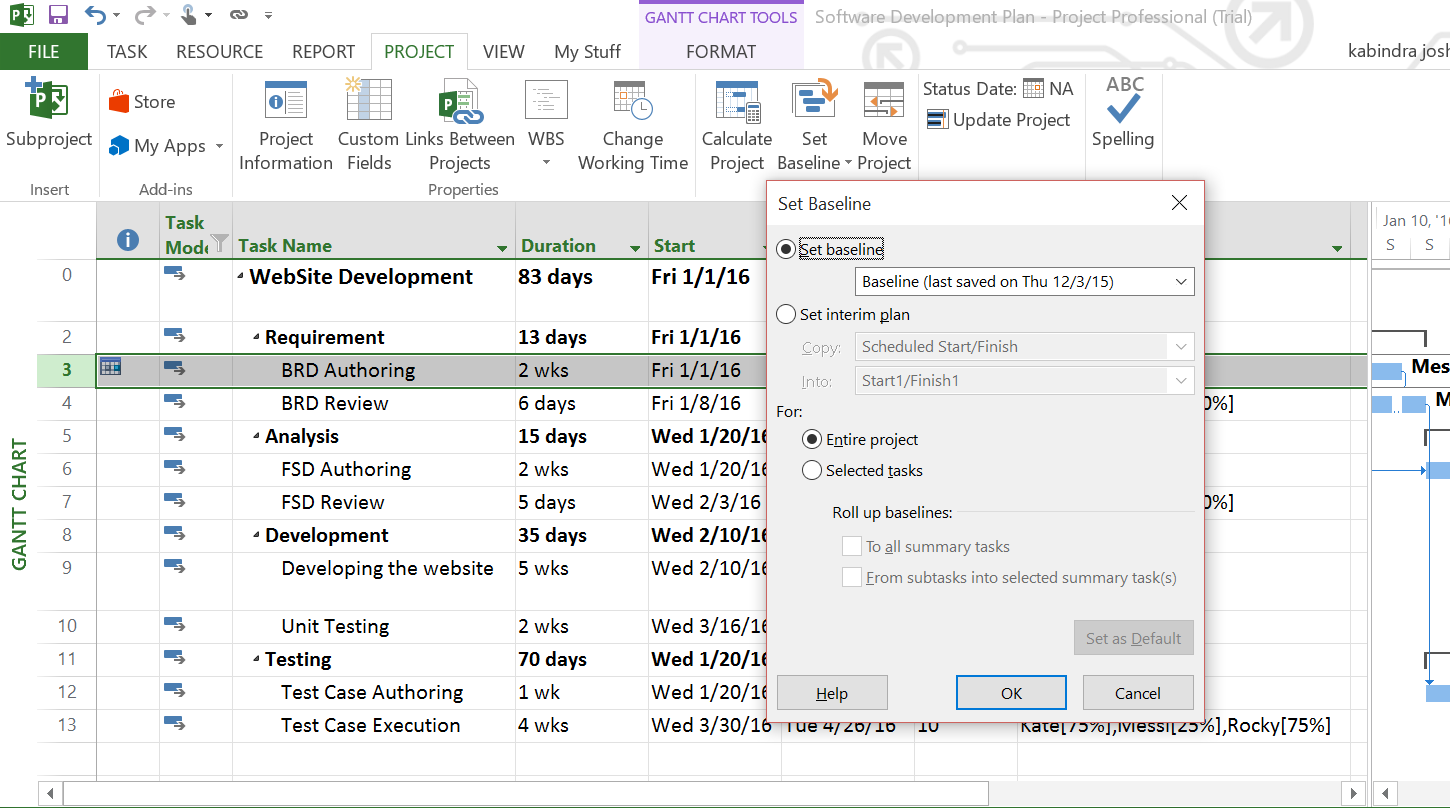 GANTT CHART TOOLS
Software Development Plan - Project Professional (Trial)
FILE TASK RESOURCE REPORT PROJECT VIEW My Stuff FORMAT kabindra josh
Subproject
Insert
Store
My Apps
Add-ins
Project Information
Custom Fields
Links Between Projects
WBS
Change Working Time
Properties
Calculate Project
Set Baseline
Move Project
Status Date: NA
Update Project
ABC
Spelling
Task Mode Task Name Duration Start
Jan 10, '16
S S
0 WebSite Development 83 days Fri 1/1/16
2 Requirement 13 days Fri 1/1/16
3 BRD Authoring 2 wks Fri 1/1/16 Mess
4 BRD Review 6 days Fri 1/8/16 0%] M
5 Analysis 15 days Wed 1/20/16
6 FSD Authoring 2 wks Wed 1/20/16
7 FSD Review 5 days Wed 2/3/16 0%]
8 Development 35 days Wed 2/10/16
9 Developing the website 5 wks Wed 2/10/16
10 Unit Testing 2 wks Wed 3/16/16
11 Testing 70 days Wed 1/20/16
12 Test Case Authoring 1 wk Wed 1/20/16
13 Test Case Execution 4 wks Wed 3/30/16 Tue 4/26/16 10 Kate[75%],Messi[25%],Rocky[75%]
GANTT CHART
Set Baseline
Set baseline
Baseline (last saved on Thu 12/3/15)
Set interim plan
Copy: Scheduled Start/Finish
Into: Start1/Finish1
For:
Entire project
Selected tasks
Roll up baselines:
To all summary tasks
From subtasks into selected summary task(s)
Set as Default
Help OK Cancel